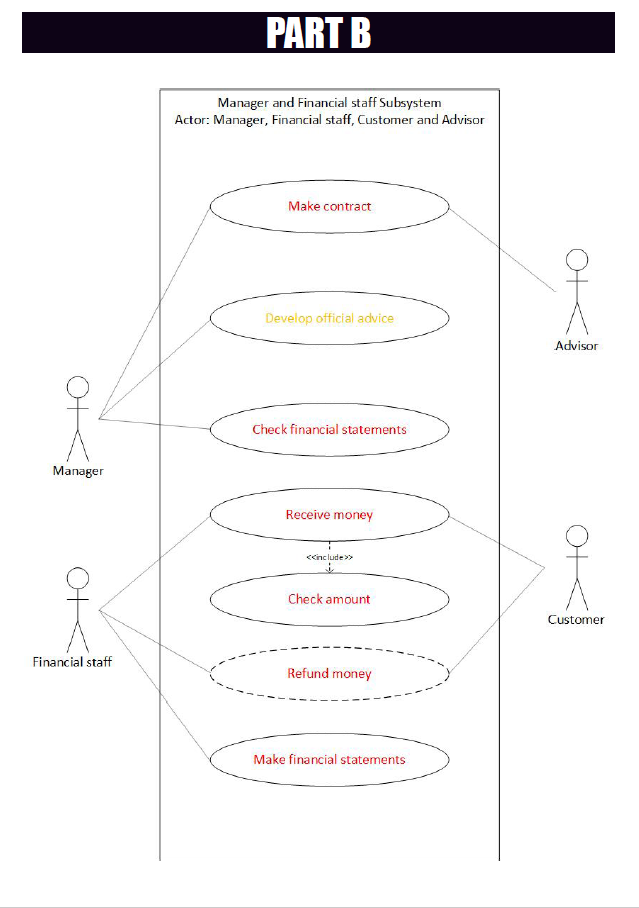 PART B
Manager and Financial staff Subsystem
Actor: Manager, Financial staff, Customer and Advisor
Make contract
Advisor
Develop official advice
Check financial statements
Manager
Receive money
<<include>>
Check amount
Customer
Financial staff
Refund money
Make financial statements